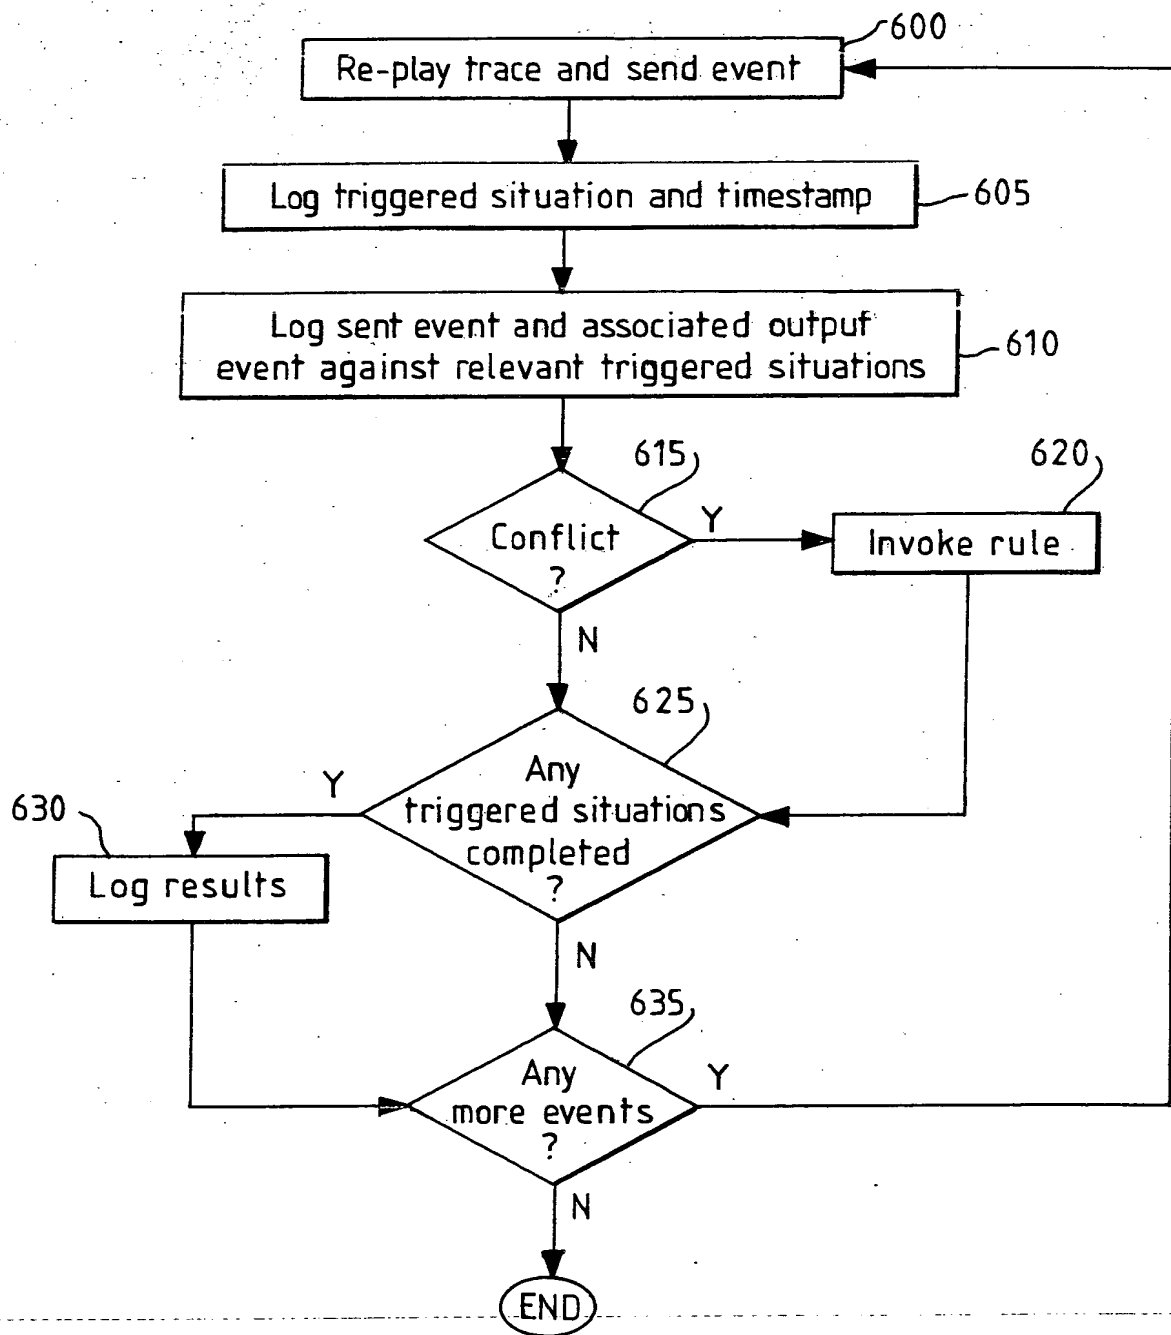 600
Re-play trace and send event
Log triggered situation and timestamp
605
Log sent event and associated output
event against relevant triggered situations
610
615
620
Conflict
?
Y
Invoke rule
N
625
Any
triggered situations
completed
?
Y
630
Log results
N
635
Any
more events
?
Y
N
END